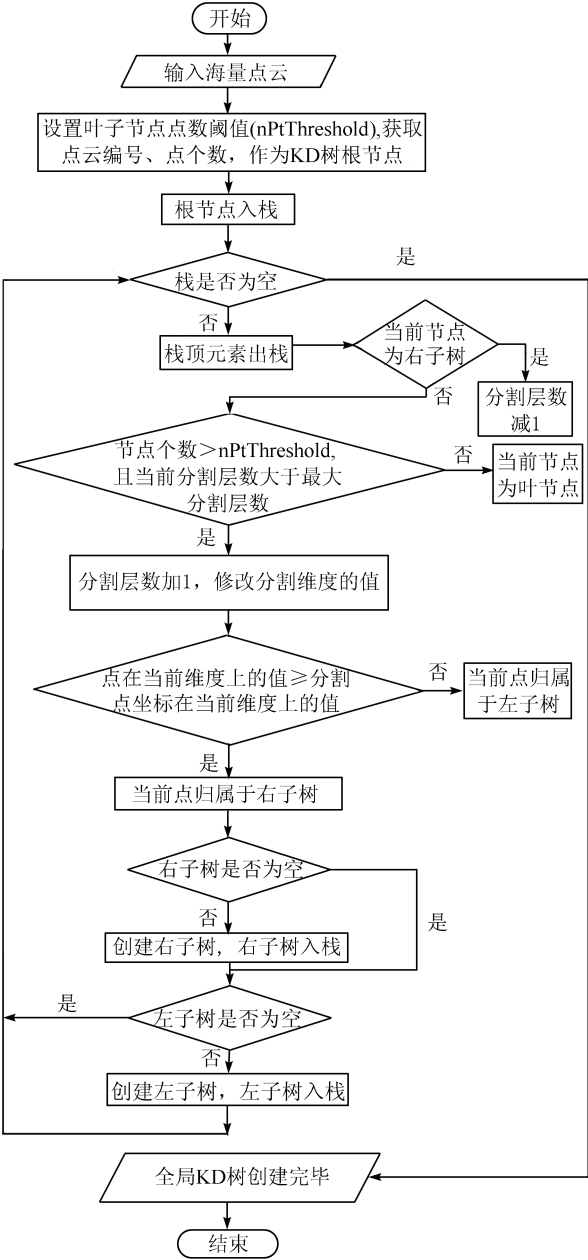 开始
输入海量点云
设置叶子节点点数阈值(nPtThreshold),获取
点云编号、点个数，作为KD树根节点
根节点入栈
栈是否为空
是
否
栈顶元素出栈
当前节点
为右子树
是
分割层数
减1
否
节点个数＞nPtThreshold,
且当前分割层数大于最大
分割层数
否
当前节点
为叶节点
是
分割层数加1，修改分割维度的值
点在当前维度上的值≥分割
点坐标在当前维度上的值
否
当前点归属
于左子树
是
当前点归属于右子树
右子树是否为空
否
是
创建右子树，右子树入栈
左子树是否为空
是
否
创建左子树，左子树入栈
全局KD树创建完毕
结束